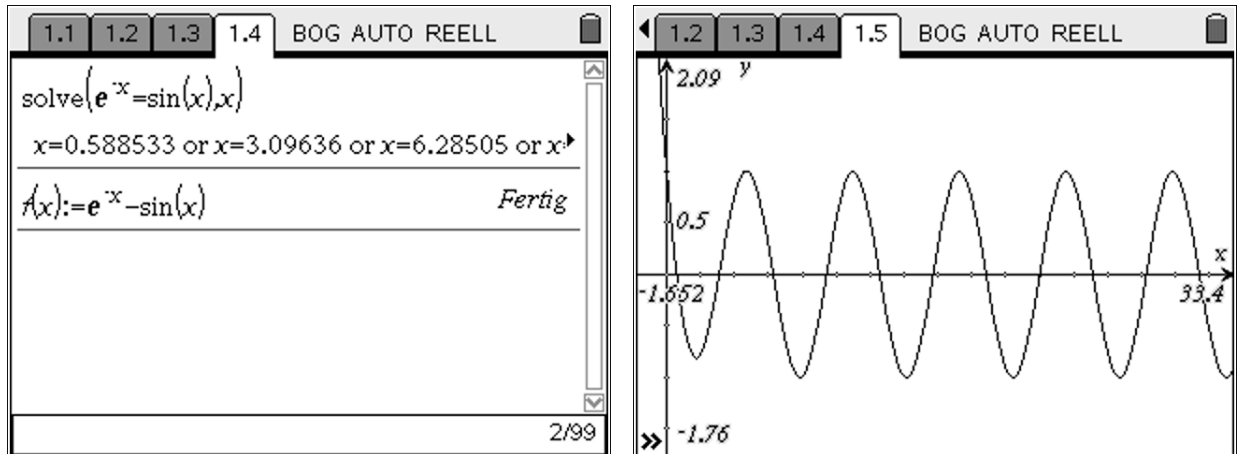 1.1 1.2 1.3 1.4 BOG AUTO REELL
solve(e^-x=sin(x),x)
x=0.588533 or x=3.09636 or x=6.28505 or x=▸
f(x):=e^-x−sin(x) Fertig
2/99
1.2 1.3 1.4 1.5 BOG AUTO REELL
2.09 y
0.5
x
-1.652 33.4
-1.76